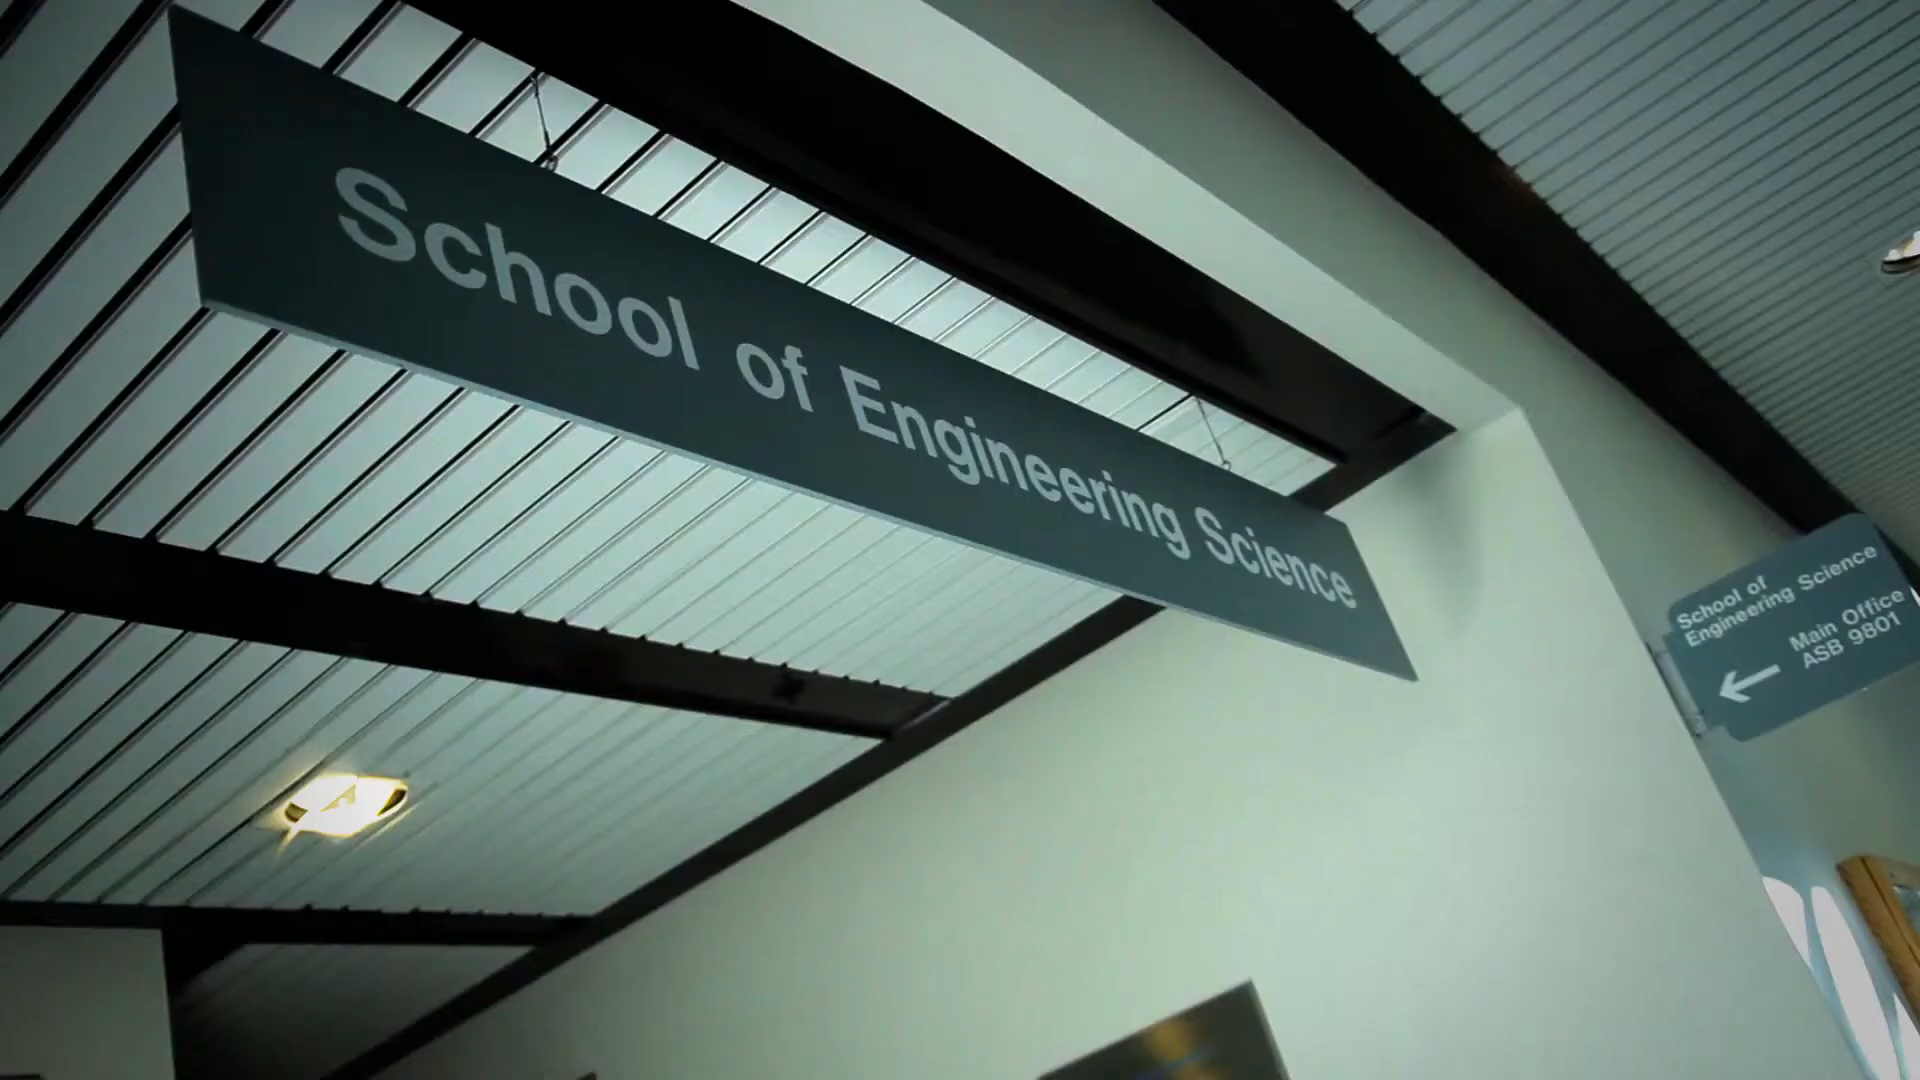 School of Engineering Science
School of
Engineering Science
Main Office
ASB 9801